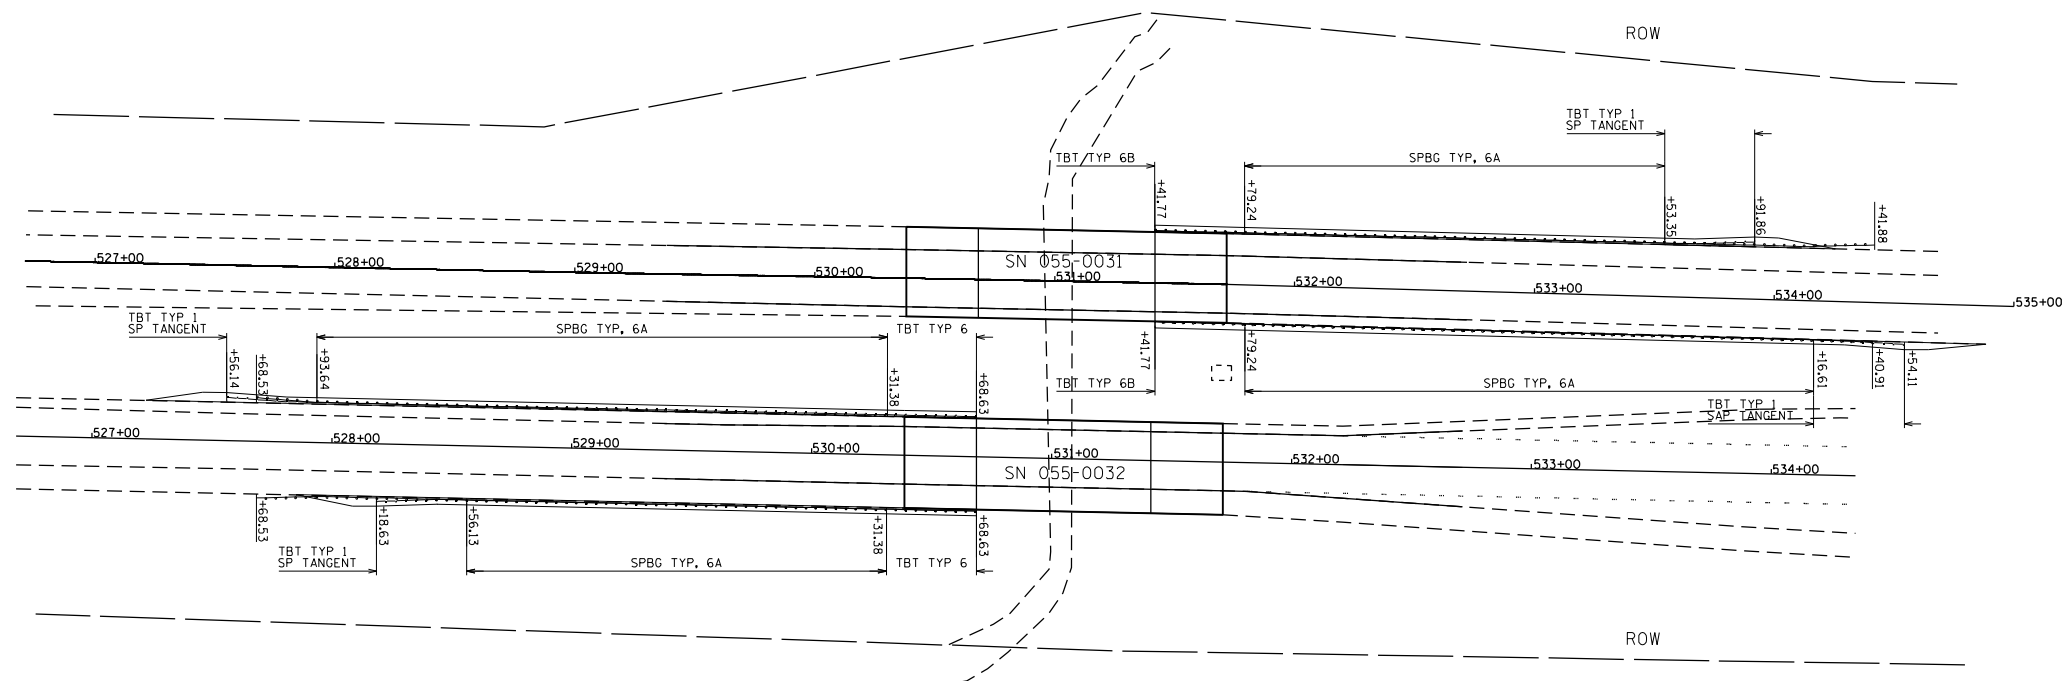 ROW
TBT TYP 1
SP TANGENT
TBT TYP 6B
SPBG TYP. 6A
+41.77
+79.24
+53.35
+91.86
+41.88
SN 055-0031
527+00
528+00
529+00
530+00
531+00
532+00
533+00
534+00
535+00
TBT TYP 1
SP TANGENT
SPBG TYP. 6A
TBT TYP 6
+56.14
+68.53
+93.64
+31.38
+68.63
+41.77
+79.24
+16.61
+40.91
+54.11
TBT TYP 6B
SPBG TYP. 6A
TBT TYP 1
SAP TANGENT
527+00
528+00
529+00
530+00
531+00
532+00
533+00
534+00
SN 055-0032
+68.53
+18.63
+56.13
+31.38
+68.63
TBT TYP 1
SP TANGENT
SPBG TYP. 6A
TBT TYP 6
ROW